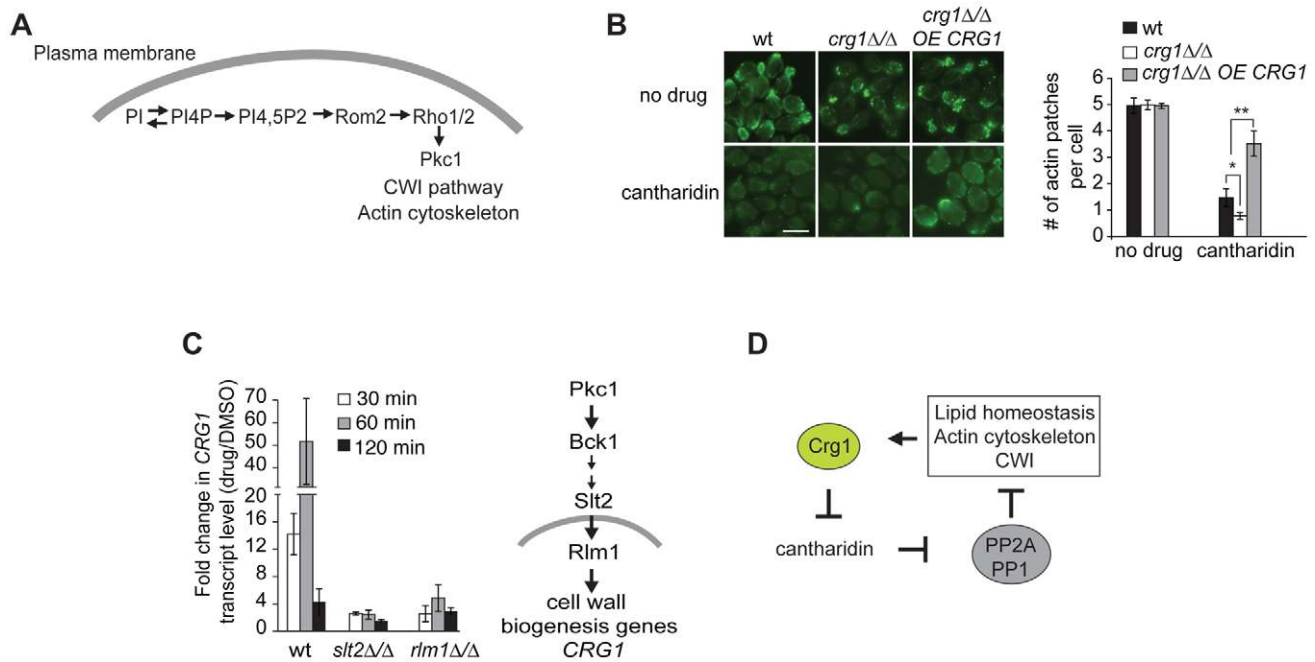 A
Plasma membrane
PI PI4P PI4,5P2 Rom2 Rho1/2
Pkc1
CWI pathway
Actin cytoskeleton
B
wt
crg1Δ/Δ
crg1Δ/Δ
OE CRG1
no drug
cantharidin
wt
crg1Δ/Δ
crg1Δ/Δ OE CRG1
# of actin patches
per cell
6
5
4
3
2
1
0
**
*
no drug cantharidin
C
Fold change in CRG1
transcript level (drug/DMSO)
70
60
50
40
20
16
12
8
4
0
30 min
60 min
120 min
wt slt2Δ/Δ rlm1Δ/Δ
Pkc1
Bck1
Slt2
Rlm1
cell wall
biogenesis genes
CRG1
D
Crg1
Lipid homeostasis
Actin cytoskeleton
CWI
cantharidin
PP2A
PP1